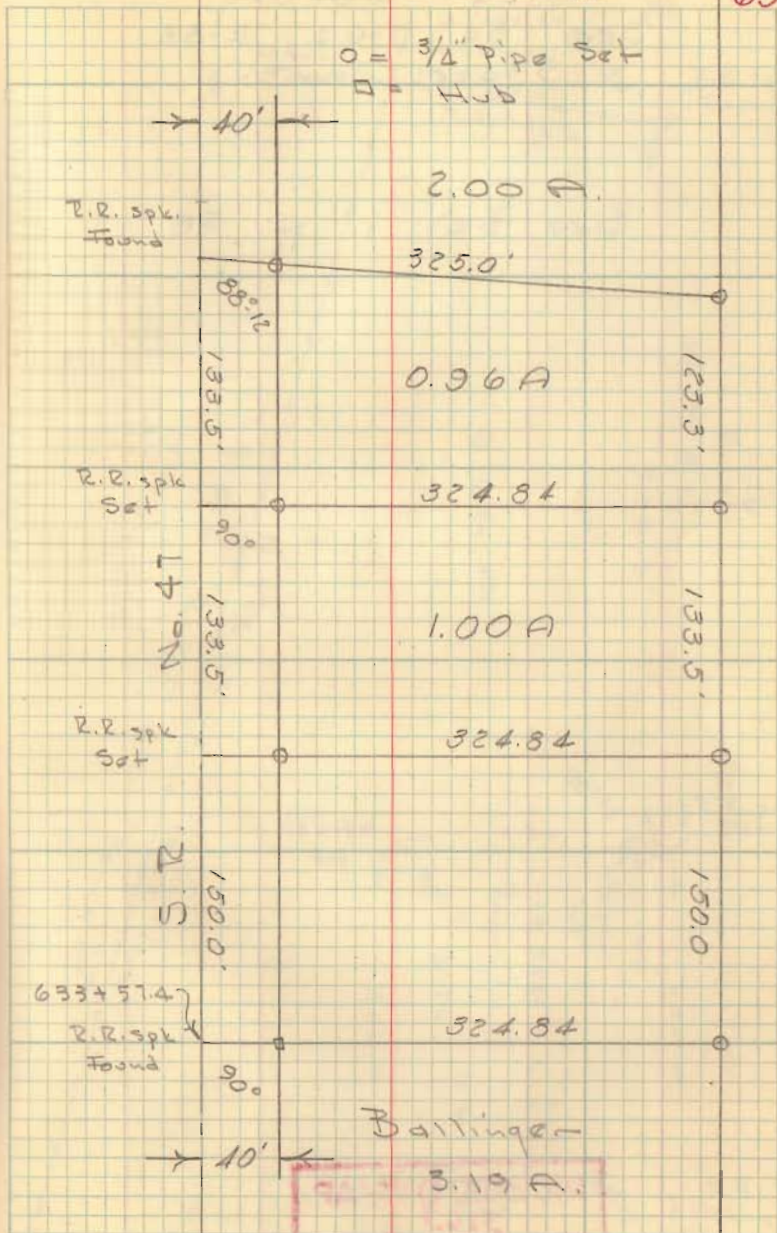 o = 3/4" Pipe Set
□ = Hub
40'
2.00 A.
R.R. spk.
Found
325.0'
88°12
133.5'
0.96 A
123.3'
R.R. spk
Set
324.84
90°
No. 47
133.5'
1.00 A
133.5'
R.R. spk
Set
324.84
S.R.
150.0'
150.0
633+57.4
R.R. spk
Found
324.84
90°
Ballinger
40'
3.19 A.